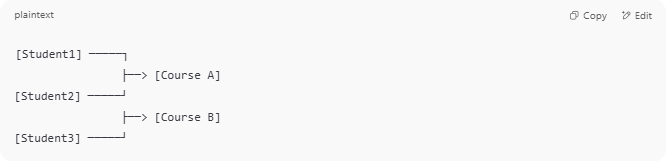 plaintext Copy Edit
[Student1] ─────┐
                ├──> [Course A]
[Student2] ─────┘
                ├──> [Course B]
[Student3] ─────┘